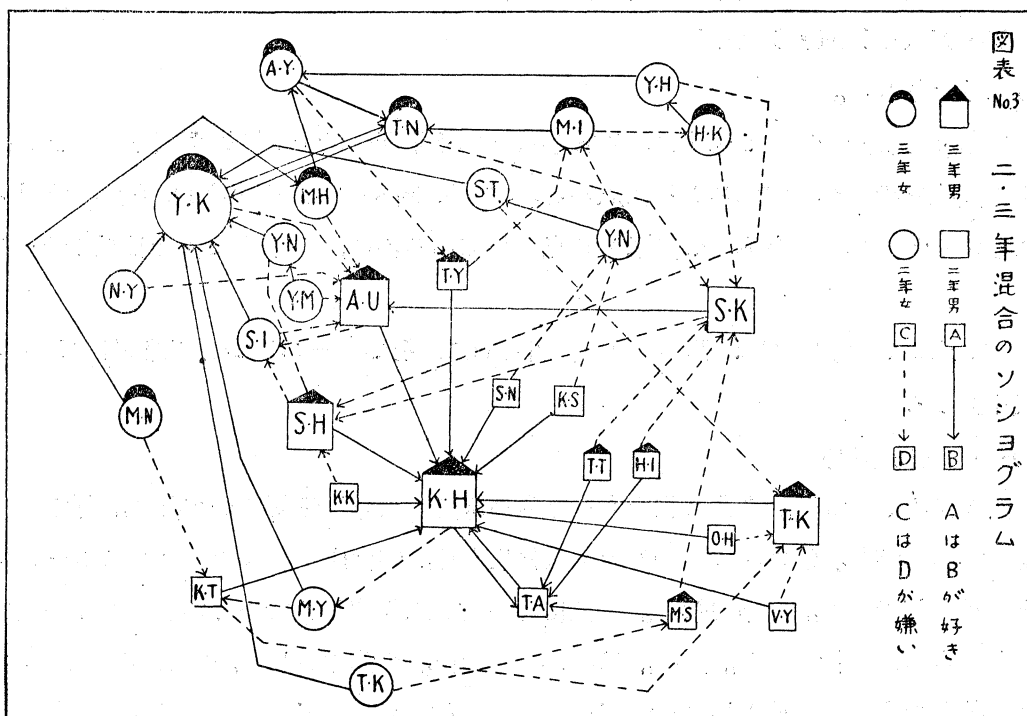 図表
No.3
二・三年混合のソショグラム
三年男
二年男
A
B
AはBが好き
三年女
二年女
C
D
CはDが嫌い
A・Y・
Y・H
T・N
M・I
H・K
Y・K
M・H
S・T
Y・N
Y・N
N・Y
Y・M
A・U
T・Y
S・K
S・I
M・N
S・H
S・N
K・S
T・T
H・I
K・K
K・H
T・K
O・H
K・T
M・Y
T・A
M・S
V・Y
T・K